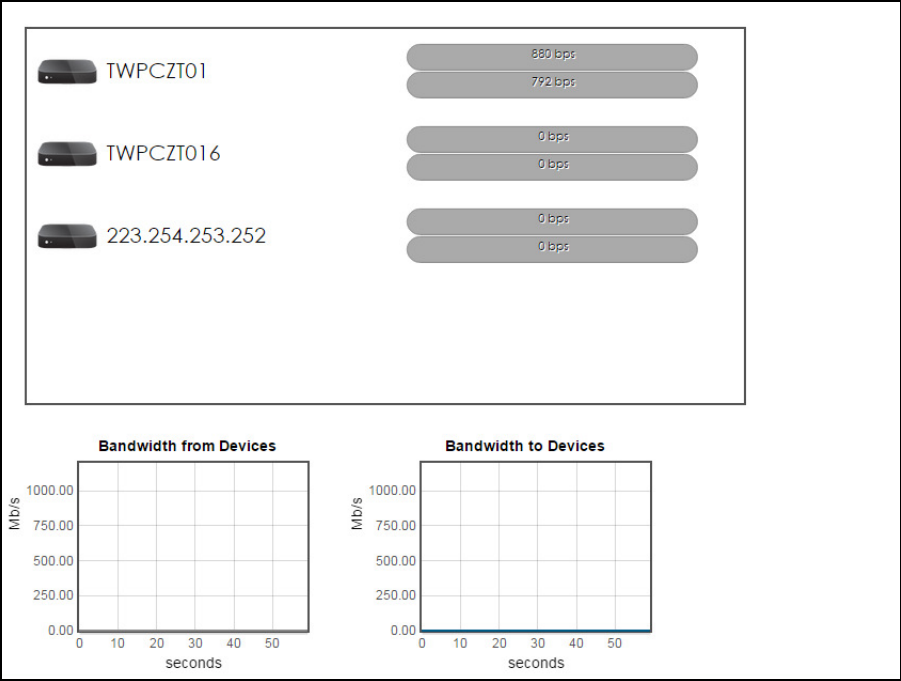 880 bps
TWPCZT01
792 bps
0 bps
TWPCZT016
0 bps
0 bps
223.254.253.252
0 bps
Bandwidth from Devices
Mb/s
1000.00
750.00
500.00
250.00
0.00
0 10 20 30 40 50
seconds
Bandwidth to Devices
Mb/s
1000.00
750.00
500.00
250.00
0.00
0 10 20 30 40 50
seconds